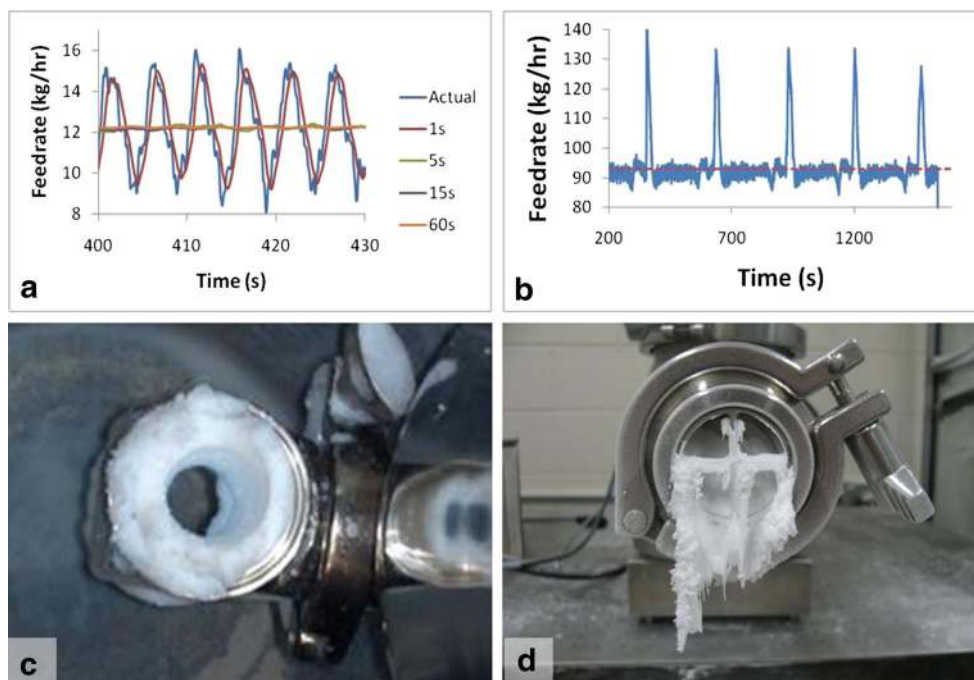 16
14
12
10
8
Feedrate (kg/hr)
400
410
420
430
Time (s)
Actual
1s
5s
15s
60s
a
140
130
120
110
100
90
80
Feedrate (kg/hr)
200
700
1200
Time (s)
b
c
d